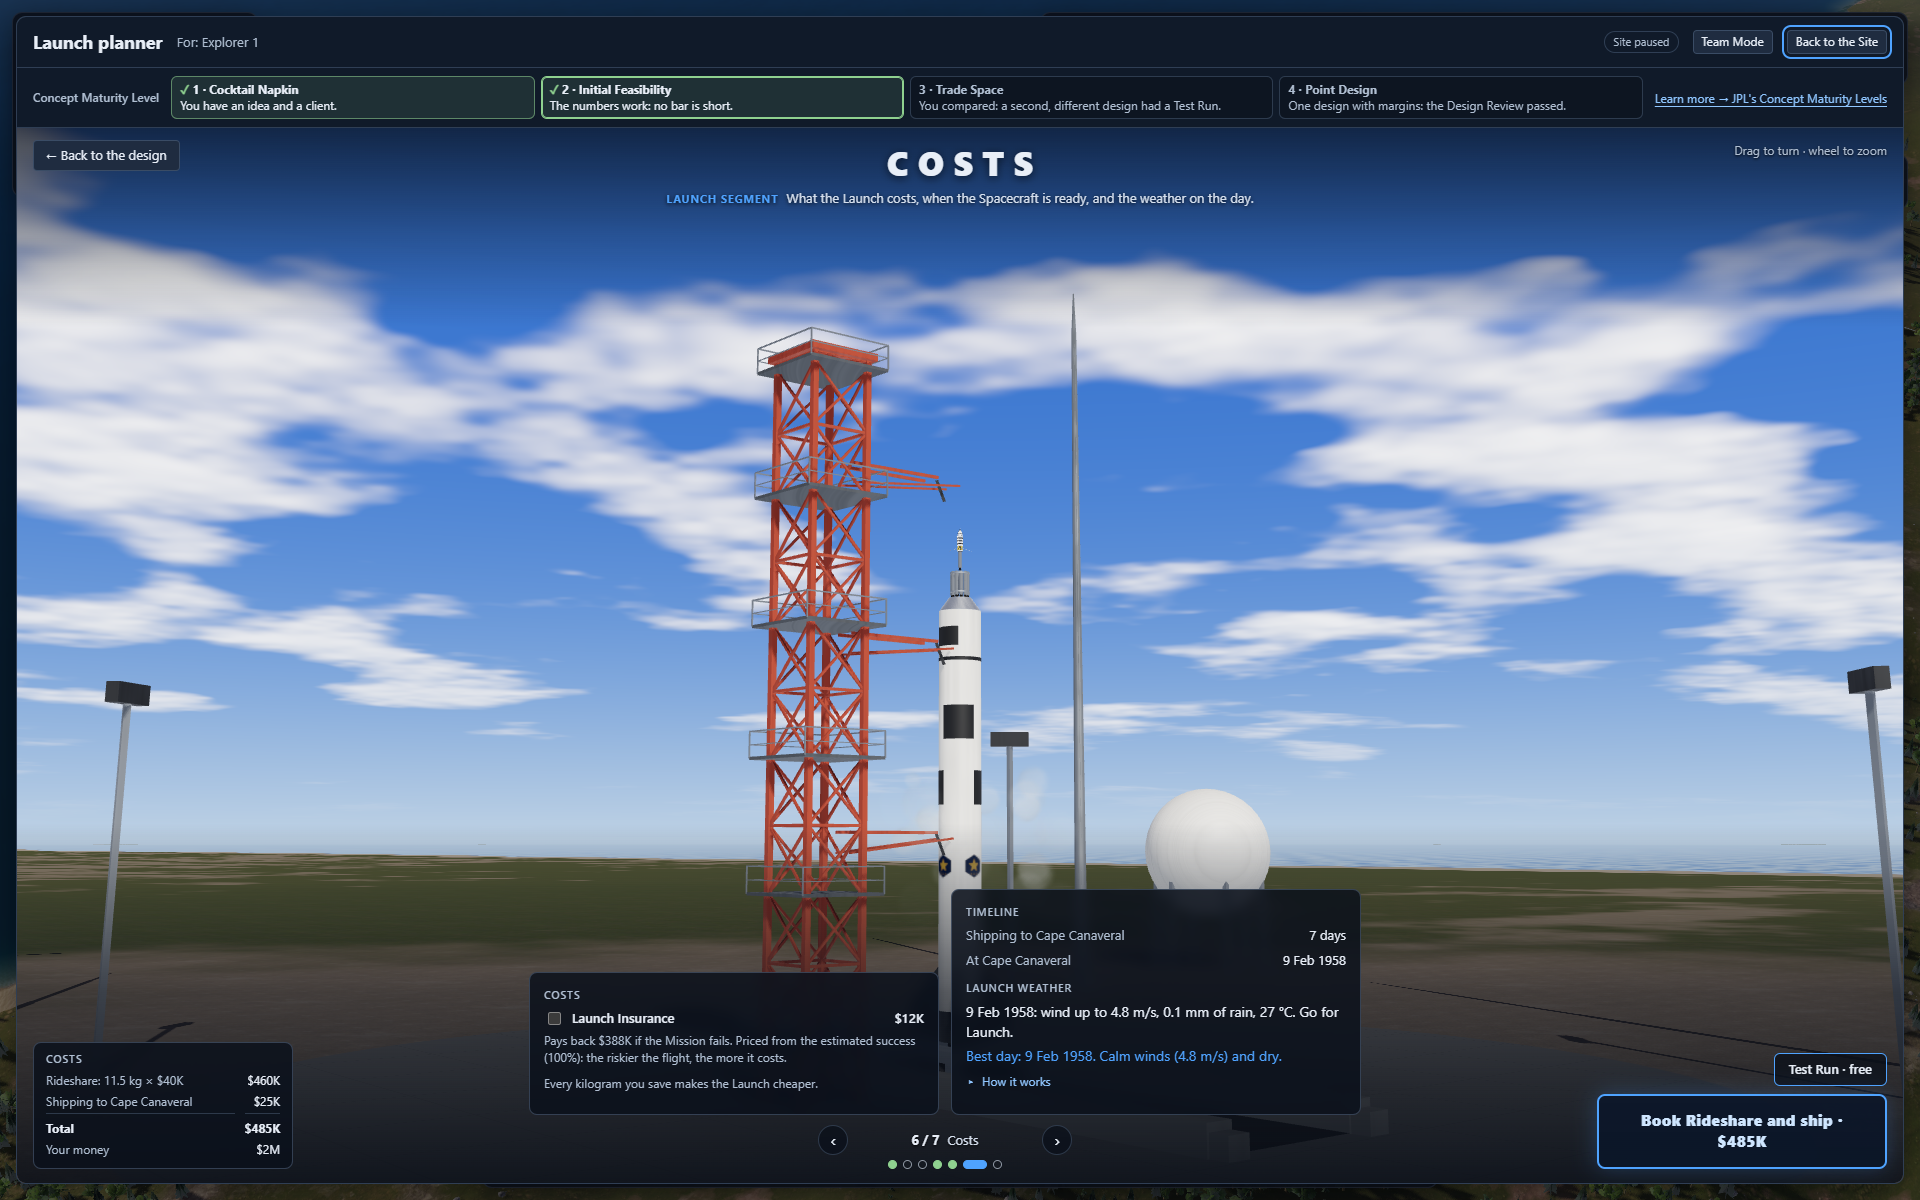 Launch planner
For: Explorer 1
Site paused
Team Mode
Back to the Site
Concept Maturity Level
✓ 1 · Cocktail Napkin
You have an idea and a client.
✓ 2 · Initial Feasibility
The numbers work: no bar is short.
3 · Trade Space
You compared: a second, different design had a Test Run.
4 · Point Design
One design with margins: the Design Review passed.
Learn more → JPL's Concept Maturity Levels
← Back to the design
COSTS
Drag to turn · wheel to zoom
LAUNCH SEGMENT What the Launch costs, when the Spacecraft is ready, and the weather on the day.
COSTS
Rideshare: 11.5 kg × $40K $460K
Shipping to Cape Canaveral $25K
Total $485K
Your money $2M
COSTS
Launch Insurance $12K
Pays back $388K if the Mission fails. Priced from the estimated success
(100%): the riskier the flight, the more it costs.
Every kilogram you save makes the Launch cheaper.
TIMELINE
Shipping to Cape Canaveral 7 days
At Cape Canaveral 9 Feb 1958
LAUNCH WEATHER
9 Feb 1958: wind up to 4.8 m/s, 0.1 mm of rain, 27 °C. Go for
Launch.
Best day: 9 Feb 1958. Calm winds (4.8 m/s) and dry.
▸ How it works
‹ 6 / 7 Costs ›
Test Run · free
Book Rideshare and ship ·
$485K